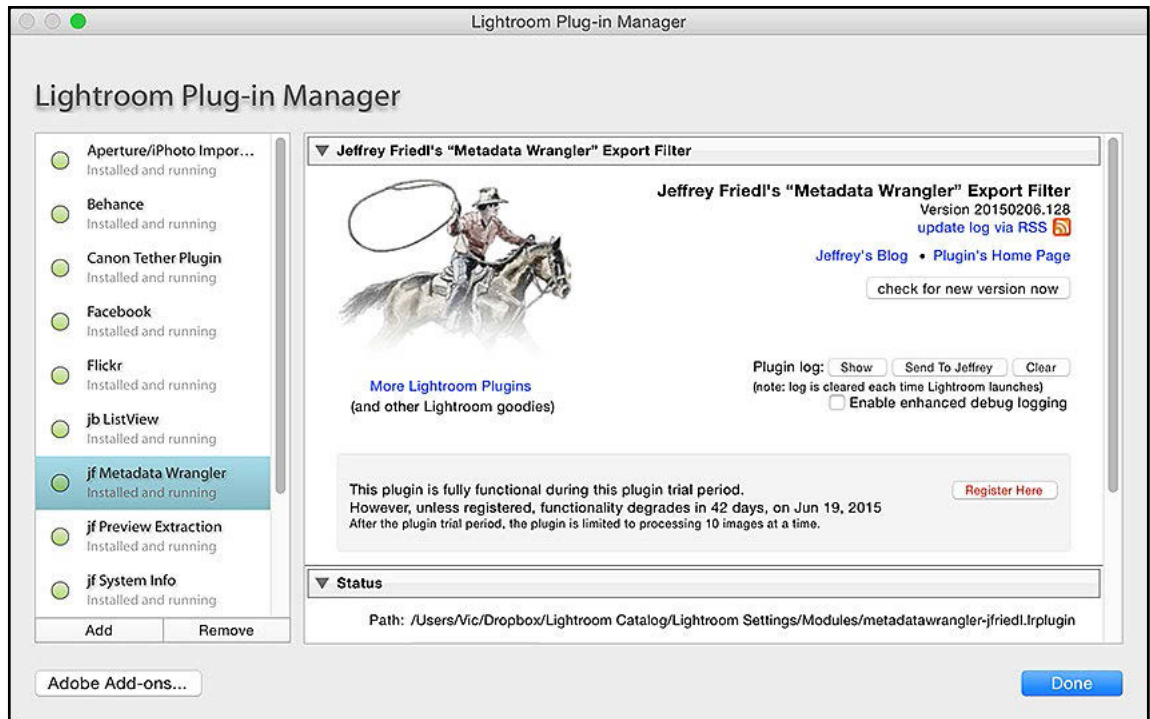 Lightroom Plug-in Manager
Lightroom Plug-in Manager
Aperture/iPhoto Impor...
Installed and running
Behance
Installed and running
Canon Tether Plugin
Installed and running
Facebook
Installed and running
Flickr
Installed and running
jb ListView
Installed and running
jf Metadata Wrangler
Installed and running
jf Preview Extraction
Installed and running
jf System Info
Installed and running
Add Remove
Jeffrey Friedl's “Metadata Wrangler” Export Filter
Jeffrey Friedl's “Metadata Wrangler” Export Filter
Version 20150206.128
update log via RSS
Jeffrey's Blog • Plugin's Home Page
check for new version now
More Lightroom Plugins
(and other Lightroom goodies)
Plugin log: Show Send To Jeffrey Clear
(note: log is cleared each time Lightroom launches)
Enable enhanced debug logging
This plugin is fully functional during this plugin trial period.
However, unless registered, functionality degrades in 42 days, on Jun 19, 2015
After the plugin trial period, the plugin is limited to processing 10 images at a time.
Register Here
Status
Path: /Users/Vic/Dropbox/Lightroom Catalog/Lightroom Settings/Modules/metadatawrangler-jfriedl.lrplugin
Adobe Add-ons...
Done